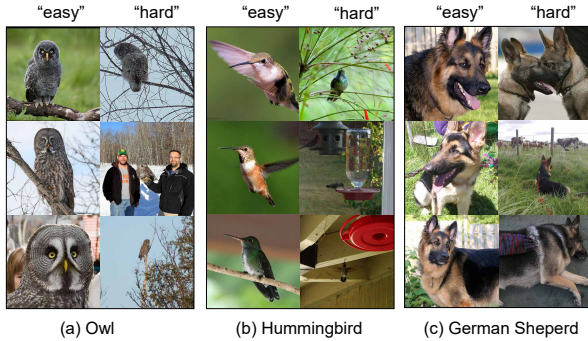 “easy” “hard” “easy” “hard” “easy” “hard”
(a) Owl (b) Hummingbird (c) German Sheperd